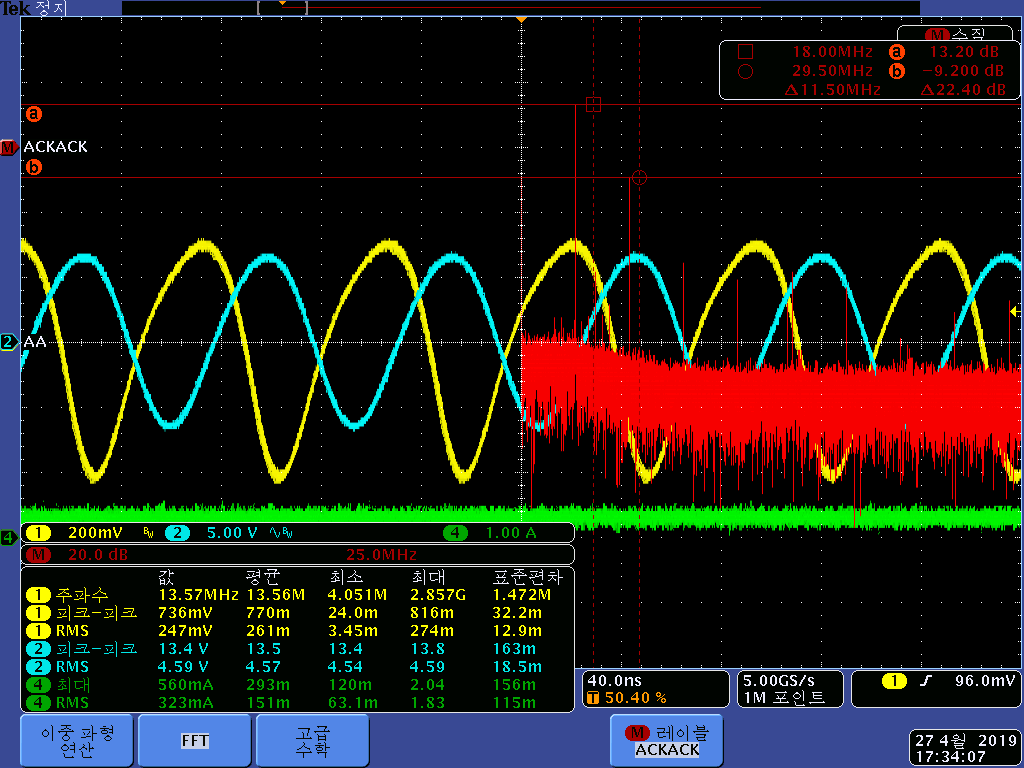 Tek 정지
M 수직
18.00MHz a 13.20 dB
29.50MHz b -9.200 dB
Δ11.50MHz Δ22.40 dB
a
M ACKACK
b
2 AA
4
1 200mV Bw 2 5.00 V ∿Bw 4 1.00 A
M 20.0 dB 25.0MHz
값 평균 최소 최대 표준편차
1 주파수 13.57MHz 13.56M 4.051M 2.857G 1.472M
1 피크-피크 736mV 770m 24.0m 816m 32.2m
1 RMS 247mV 261m 3.45m 274m 12.9m
2 피크-피크 13.4 V 13.5 13.4 13.8 163m
2 RMS 4.59 V 4.57 4.54 4.59 18.5m
4 최대 560mA 293m 120m 2.04 156m
4 RMS 323mA 151m 63.1m 1.83 115m
40.0ns
T 50.40 %
5.00GS/s
1M 포인트
1 ƒ 96.0mV
이중 파형
연산
FFT
고급
수학
M 레이블
ACKACK
27 4월 2019
17:34:07